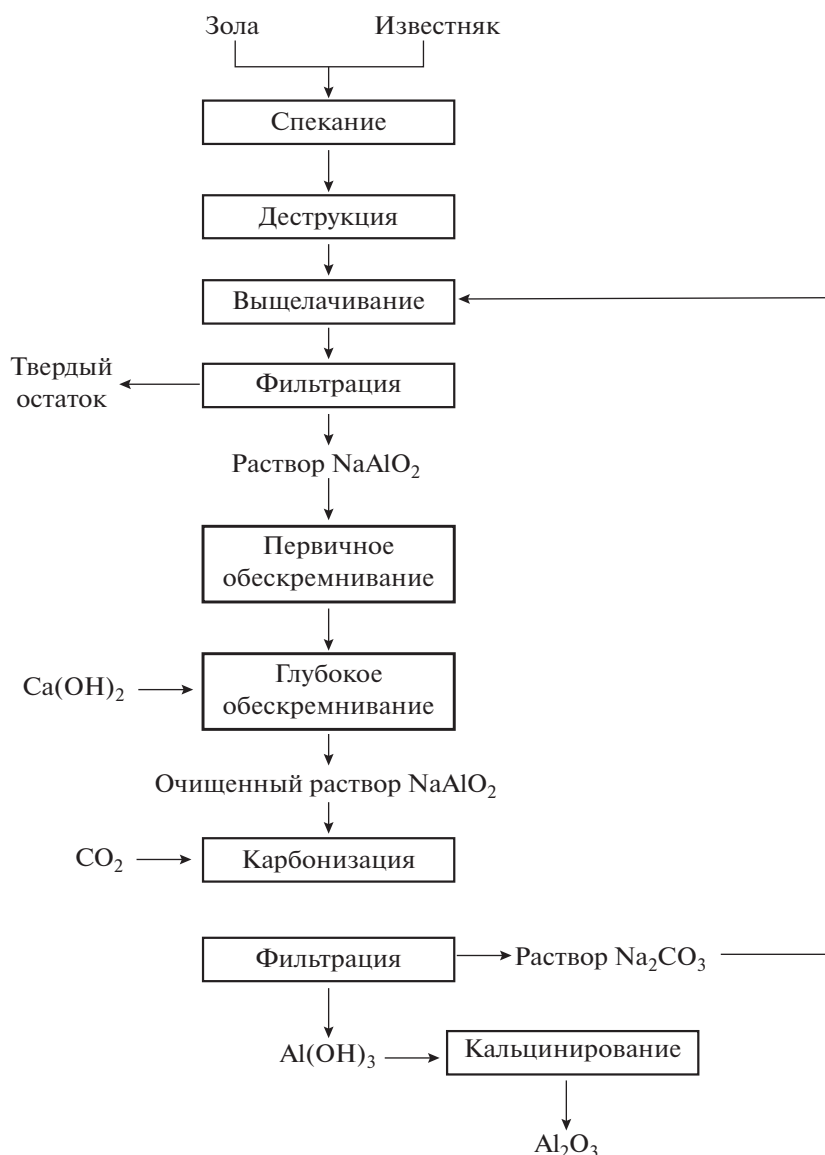 Зола
Известняк
Спекание
Деструкция
Выщелачивание
Твердый
остаток
Фильтрация
Раствор NaAlO₂
Первичное
обескремнивание
Ca(OH)₂
Глубокое
обескремнивание
Очищенный раствор NaAlO₂
CO₂
Карбонизация
Фильтрация
Раствор Na₂CO₃
Al(OH)₃
Кальцинирование
Al₂O₃